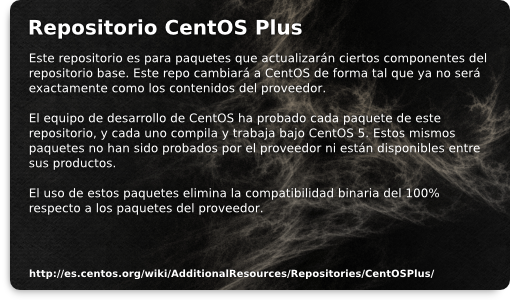 Repositorio CentOS Plus
Este repositorio es para paquetes que actualizarán ciertos componentes del
repositorio base. Este repo cambiará a CentOS de forma tal que ya no será
exactamente como los contenidos del proveedor.
El equipo de desarrollo de CentOS ha probado cada paquete de este
repositorio, y cada uno compila y trabaja bajo CentOS 5. Estos mismos
paquetes no han sido probados por el proveedor ni están disponibles entre
sus productos.
El uso de estos paquetes elimina la compatibilidad binaria del 100%
respecto a los paquetes del proveedor.
http://es.centos.org/wiki/AdditionalResources/Repositories/CentOSPlus/